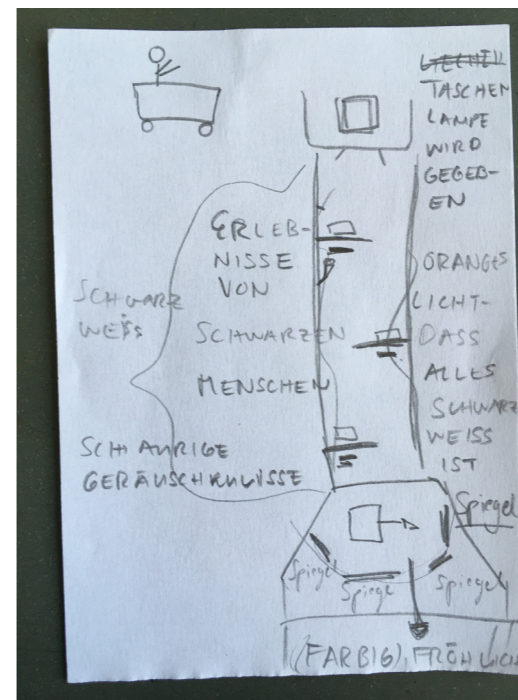 LIECHEN
TASCHEN
LAMPE
WIRD
GEGEB-
EN
ERLEB-
NISSE
VON
SCHWARZEN
MENSCHEN
SCHWARZ
WEISS
ORANGES
LICHT-
DASS
ALLES
SCHWARZ
WEISS
IST
SCHAURIGE
GERÄUSCHKULISSE
Spiegel
Spiegel
Spiegel
Spiegel
(FARBIG), FRÖHLICH